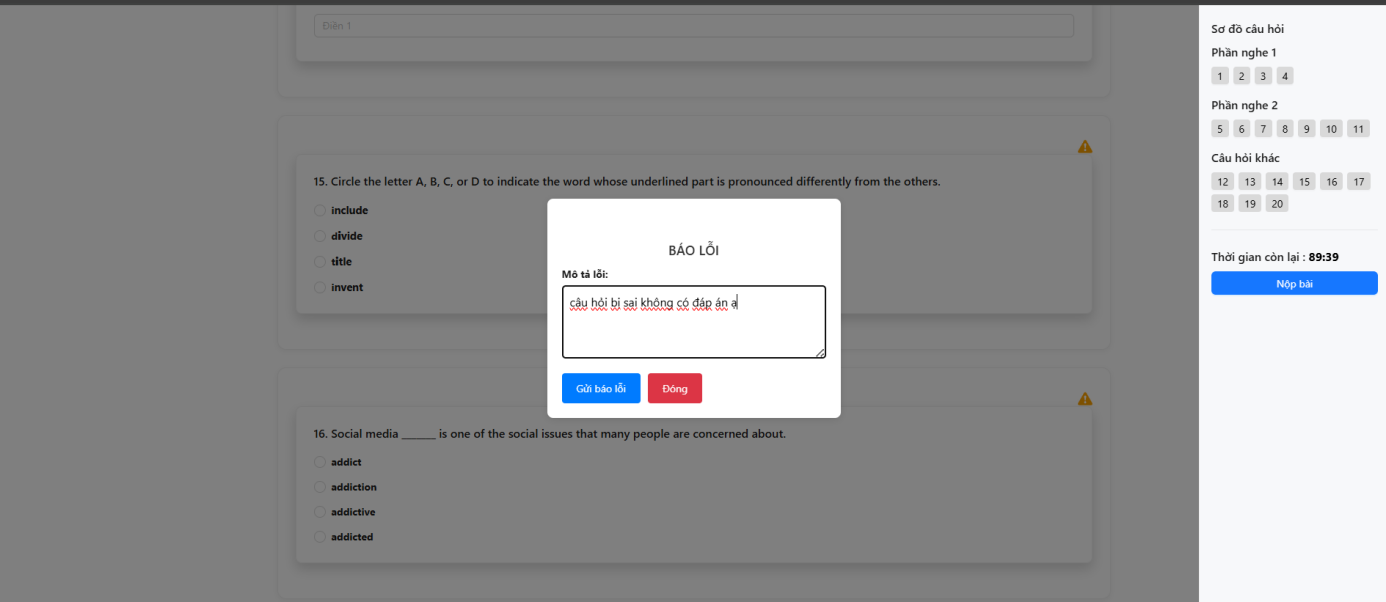 Điền 1
15. Circle the letter A, B, C, or D to indicate the word whose underlined part is pronounced differently from the others.
include
divide
title
invent
BÁO LỖI
Mô tả lỗi:
câu hỏi bị sai không có đáp án ạ
Gửi báo lỗi
Đóng
16. Social media ______ is one of the social issues that many people are concerned about.
addict
addiction
addictive
addicted
Sơ đồ câu hỏi
Phần nghe 1
1 2 3 4
Phần nghe 2
5 6 7 8 9 10 11
Câu hỏi khác
12 13 14 15 16 17
18 19 20
Thời gian còn lại : 89:39
Nộp bài